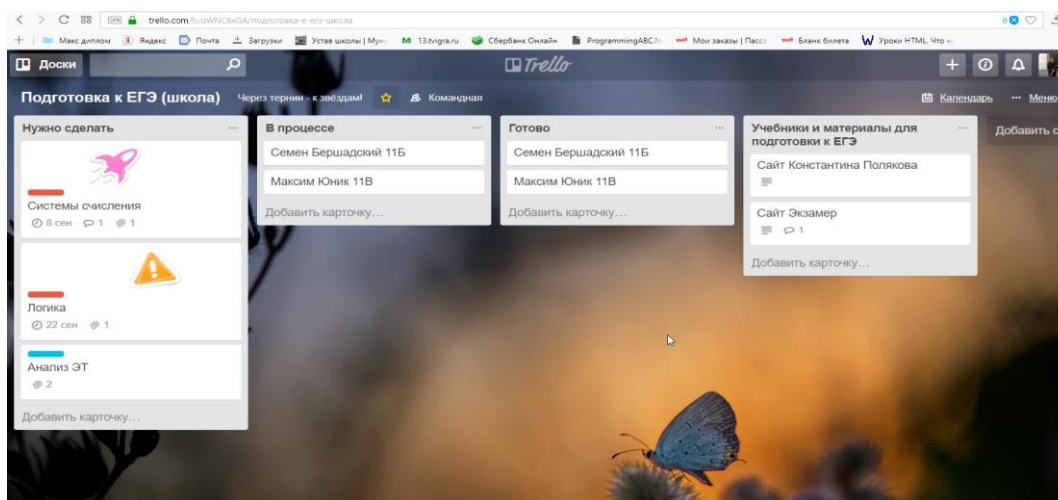 trello.com/b/uWNC8xGA/подготовка-к-егэ-школа
Макс диплом Яндекс Почта Загрузки Устав школы | Мун 13.tvigra.ru Сбербанк Онлайн ProgrammingABC.N Мои заказы | Пасса Бланк билета Уроки HTML. Что
Доски Trello
Подготовка к ЕГЭ (школа) Через тернии - к звёздам! Командная Календарь ... Меню
Нужно сделать ...
Системы счисления
8 сен 1 1
Логика
22 сен 1
Анализ ЭТ
2
Добавить карточку...
В процессе ...
Семен Бершадский 11Б
Максим Юник 11В
Добавить карточку...
Готово ...
Семен Бершадский 11Б
Максим Юник 11В
Добавить карточку...
Учебники и материалы для ...
подготовки к ЕГЭ
Сайт Константина Полякова
Сайт Экзамер
1
Добавить карточку...
Добавить с